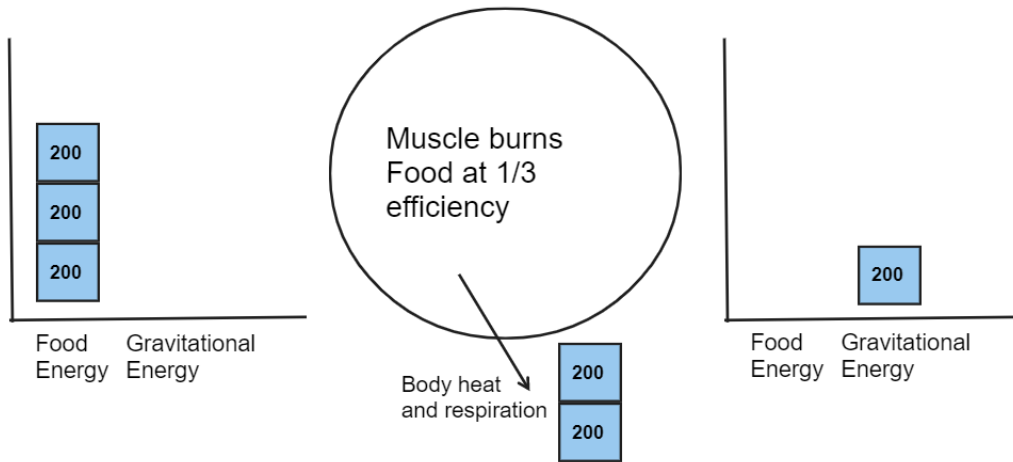 200
200
200
Food Gravitational
Energy Energy
Muscle burns
Food at 1/3
efficiency
Body heat
and respiration
200
200
200
Food Gravitational
Energy Energy